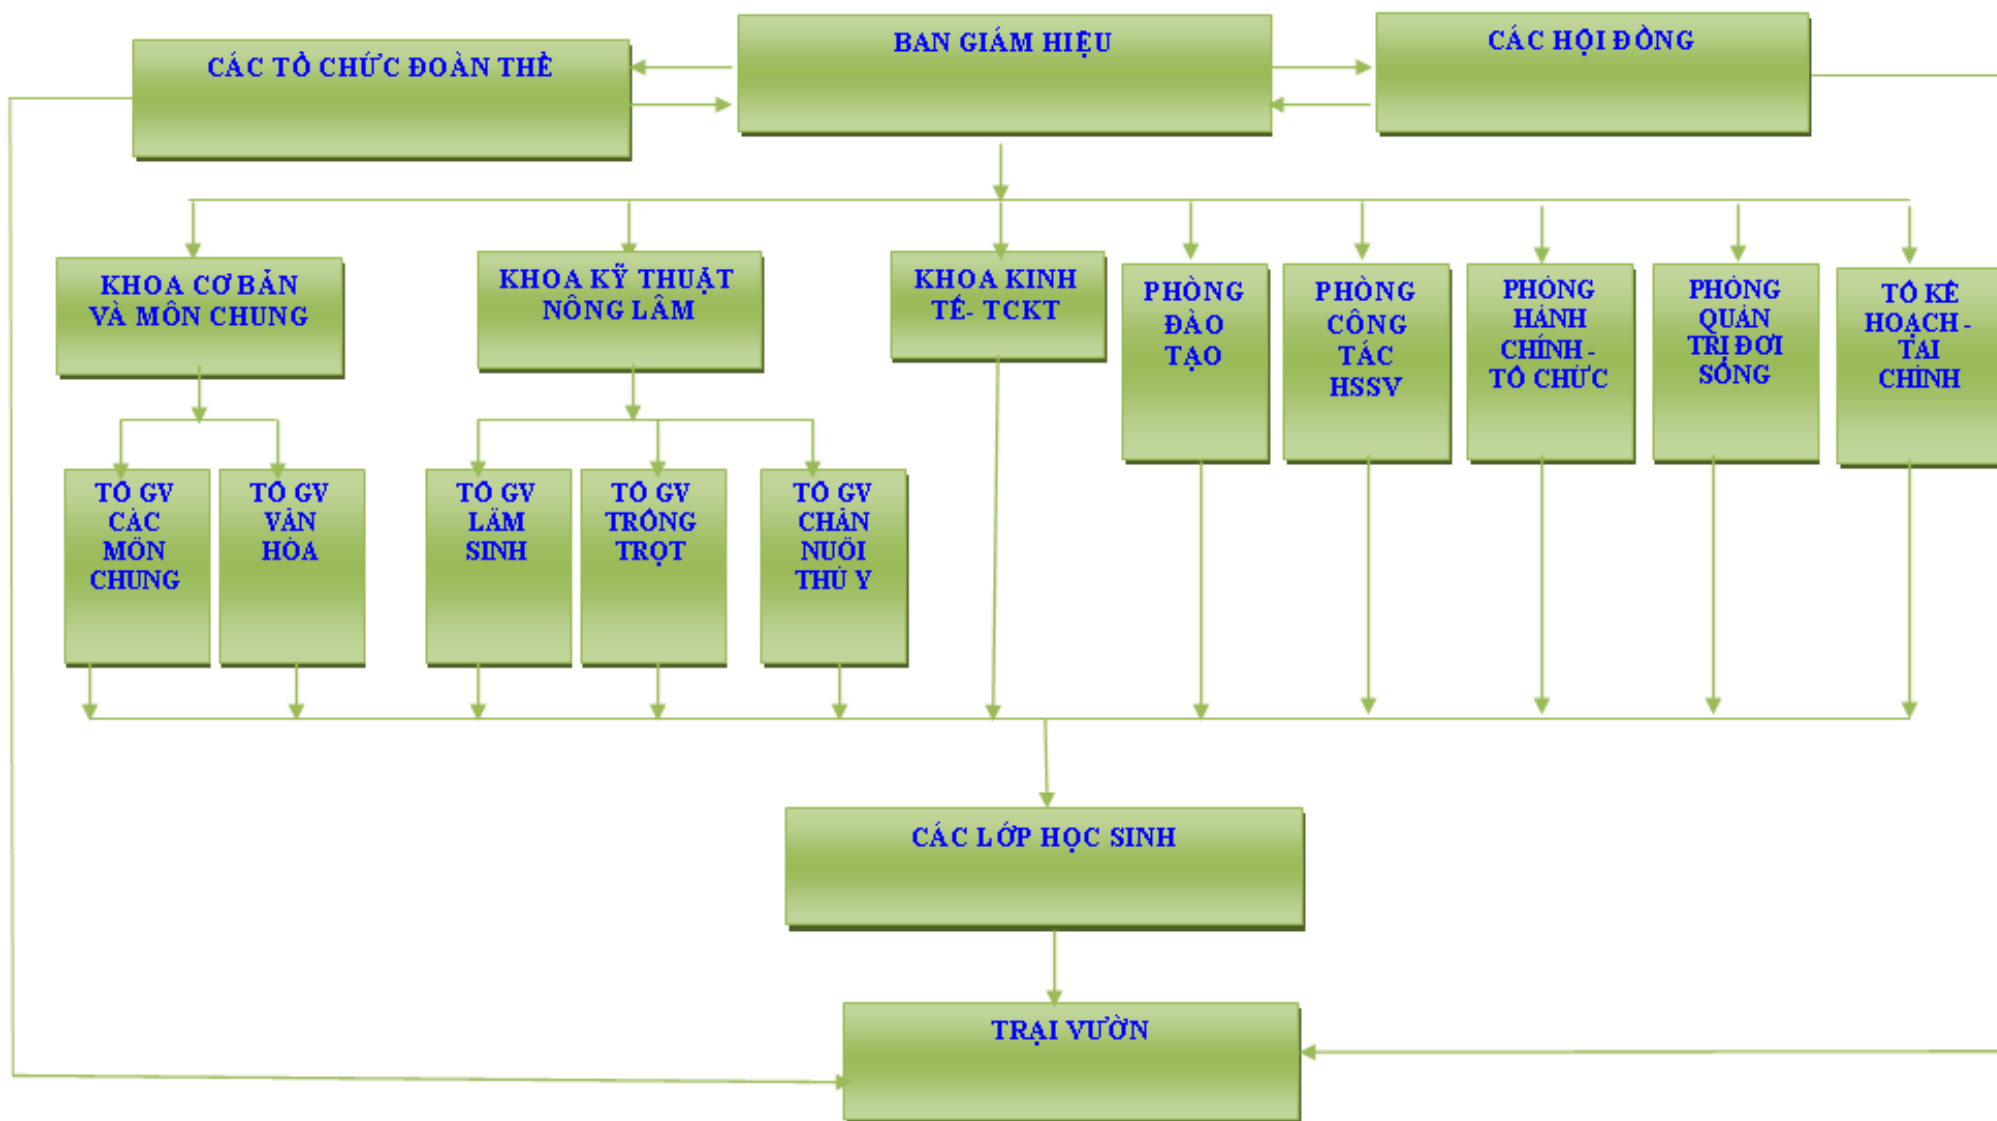 BAN GIÁM HIỆU
CÁC HỘI ĐỒNG
CÁC TỔ CHỨC ĐOÀN THỂ
KHOA CƠ BẢN
VÀ MÔN CHUNG
KHOA KỸ THUẬT
NÔNG LÂM
KHOA KINH
TẾ- TCKT
PHÒNG
ĐÀO
TẠO
PHÒNG
CÔNG
TÁC
HSSV
PHÒNG
HÀNH
CHÍNH -
TỔ CHỨC
PHÒNG
QUẢN
TRỊ ĐỜI
SỐNG
TỔ KẾ
HOẠCH -
TÀI
CHÍNH
TỔ GV
CÁC
MÔN
CHUNG
TỔ GV
VĂN
HÓA
TỔ GV
LÂM
SINH
TỔ GV
TRỒNG
TRỌT
TỔ GV
CHĂN
NUÔI
THÚ Y
CÁC LỚP HỌC SINH
TRẠI VƯỜN